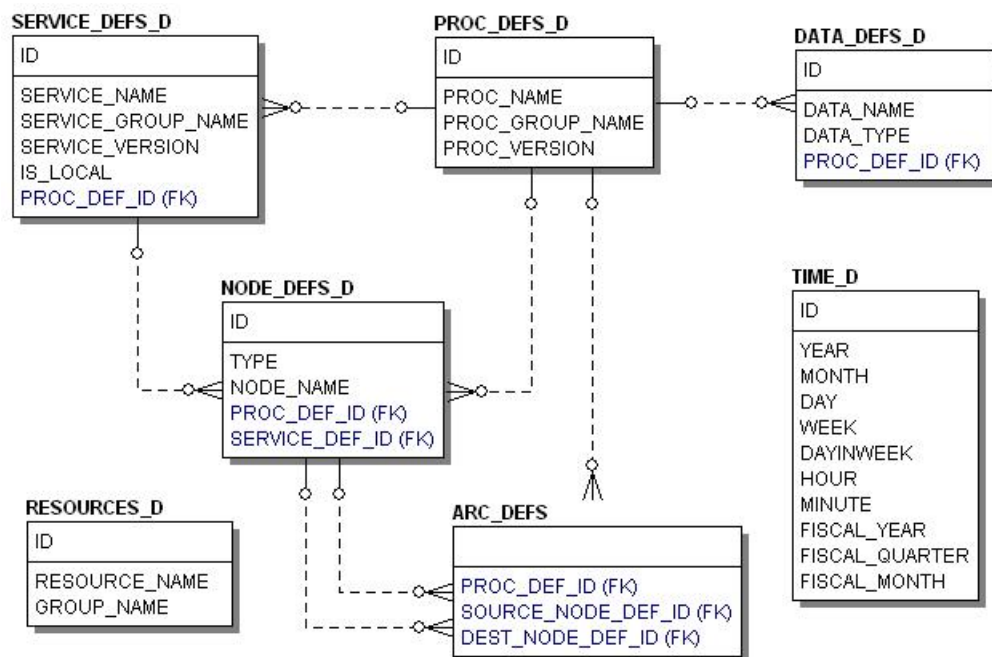 SERVICE_DEFS_D
ID
SERVICE_NAME
SERVICE_GROUP_NAME
SERVICE_VERSION
IS_LOCAL
PROC_DEF_ID (FK)
PROC_DEFS_D
ID
PROC_NAME
PROC_GROUP_NAME
PROC_VERSION
DATA_DEFS_D
ID
DATA_NAME
DATA_TYPE
PROC_DEF_ID (FK)
NODE_DEFS_D
ID
TYPE
NODE_NAME
PROC_DEF_ID (FK)
SERVICE_DEF_ID (FK)
TIME_D
ID
YEAR
MONTH
DAY
WEEK
DAYINWEEK
HOUR
MINUTE
FISCAL_YEAR
FISCAL_QUARTER
FISCAL_MONTH
RESOURCES_D
ID
RESOURCE_NAME
GROUP_NAME
ARC_DEFS
PROC_DEF_ID (FK)
SOURCE_NODE_DEF_ID (FK)
DEST_NODE_DEF_ID (FK)